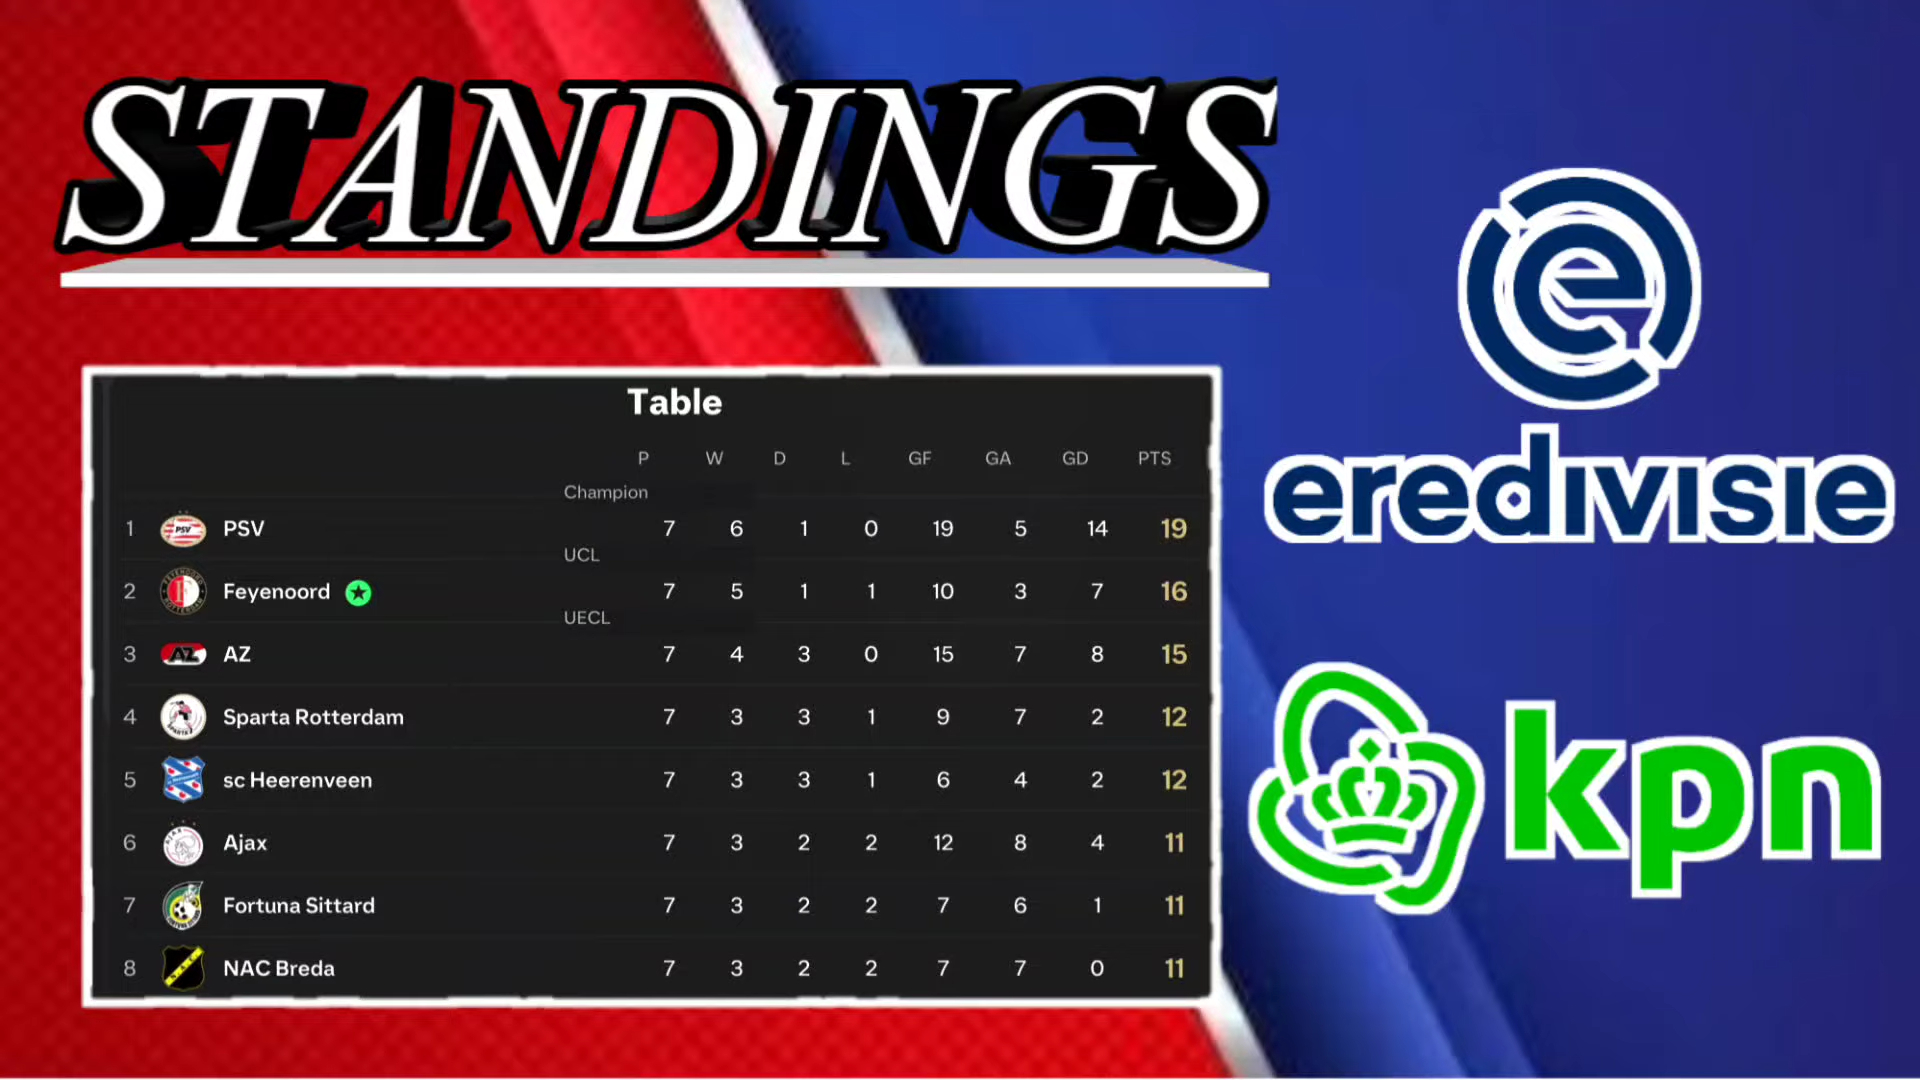 STANDINGS
eredivisie
kpn
Table
P W D L GF GA GD PTS
Champion
1 PSV PSV 7 6 1 0 19 5 14 19
UCL
2 Feyenoord 7 5 1 1 10 3 7 16
UECL
3 AZ AZ 7 4 3 0 15 7 8 15
4 Sparta Rotterdam 7 3 3 1 9 7 2 12
5 sc Heerenveen 7 3 3 1 6 4 2 12
6 Ajax 7 3 2 2 12 8 4 11
7 Fortuna Sittard 7 3 2 2 7 6 1 11
8 NAC Breda 7 3 2 2 7 7 0 11